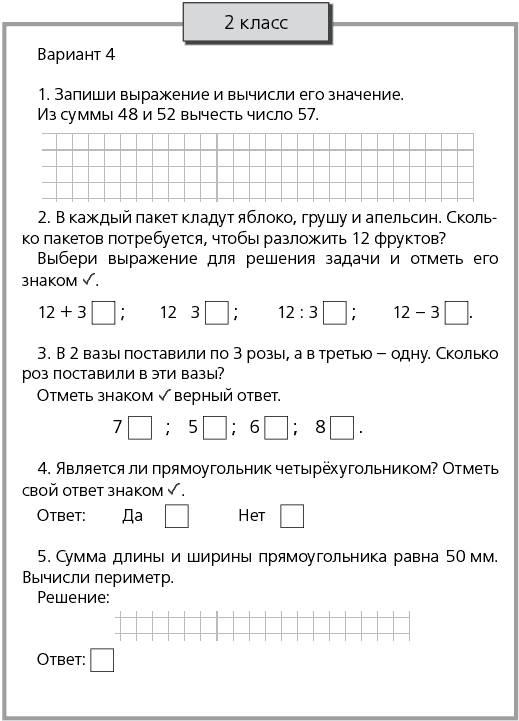 2 класс
Вариант 4
1. Запиши выражение и вычисли его значение.
Из суммы 48 и 52 вычесть число 57.
2. В каждый пакет кладут яблоко, грушу и апельсин. Сколь-
ко пакетов потребуется, чтобы разложить 12 фруктов?
Выбери выражение для решения задачи и отметь его
знаком ✓.
12 + 3 ; 12 3 ; 12 : 3 ; 12 – 3 .
3. В 2 вазы поставили по 3 розы, а в третью – одну. Сколько
роз поставили в эти вазы?
Отметь знаком ✓ верный ответ.
7 ; 5 ; 6 ; 8 .
4. Является ли прямоугольник четырёхугольником? Отметь
свой ответ знаком ✓.
Ответ: Да Нет
5. Сумма длины и ширины прямоугольника равна 50 мм.
Вычисли периметр.
Решение:
Ответ: